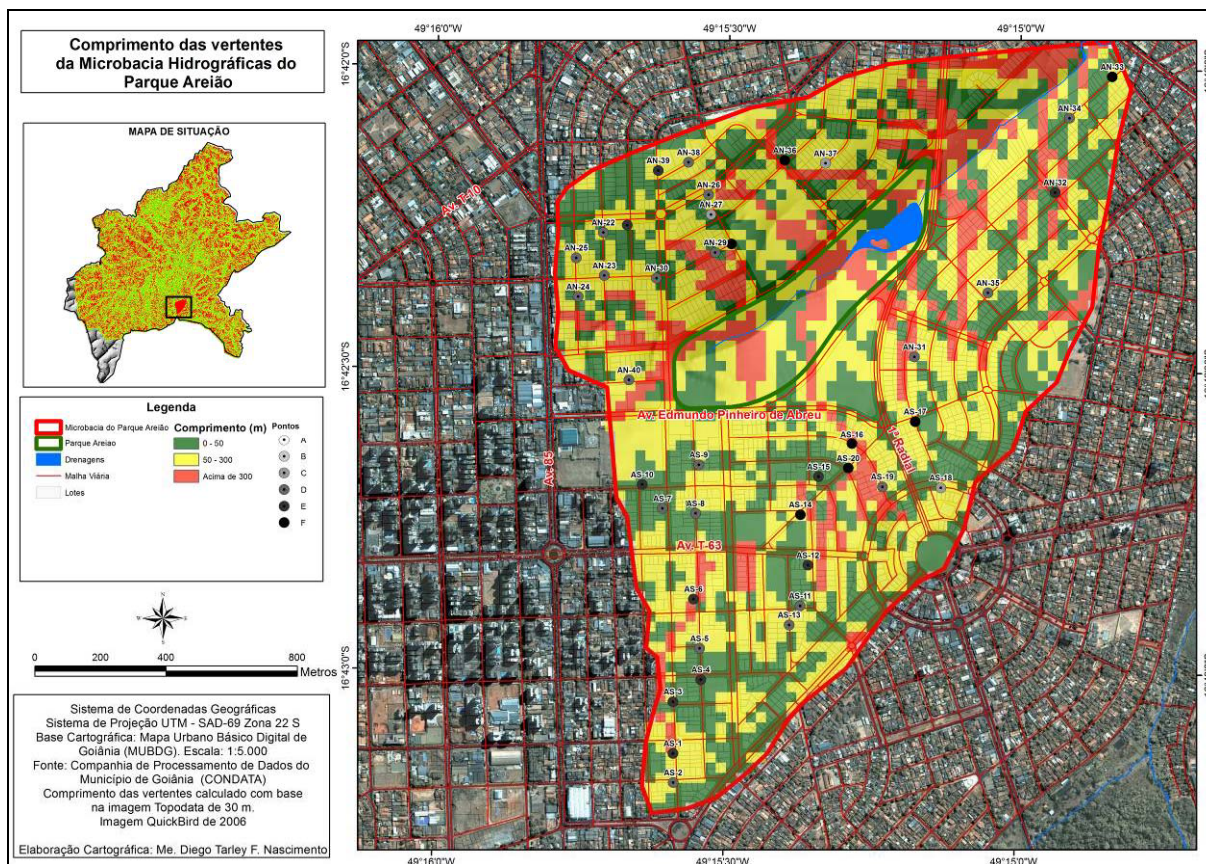 Comprimento das vertentes
da Microbacia Hidrográficas do
Parque Areião
MAPA DE SITUAÇÃO
Legenda
Microbacia do Parque Areião
Parque Areiao
Drenagens
Malha Viária
Lotes
Comprimento (m)
0 - 50
50 - 300
Acima de 300
Pontos
A
B
C
D
E
F
N
S
0 200 400 600 800
Metros
Sistema de Coordenadas Geográficas
Sistema de Projeção UTM - SAD-69 Zona 22 S
Base Cartográfica: Mapa Urbano Básico Digital de
Goiânia (MUBDG). Escala: 1:5.000
Fonte: Companhia de Processamento de Dados do
Município de Goiânia (CONDATA)
Comprimento das vertentes calculado com base
na imagem Topodata de 30 m.
Imagem QuickBird de 2006
Elaboração Cartográfica: Me. Diego Tarley F. Nascimento
49°16'0"W
49°15'30"W
49°15'0"W
16°42'0"S
16°42'30"S
16°43'0"S
AN-33
AN-34
AN-38
AN-36
AN-37
AN-39
AN-32
Av. T-10
AN-26
AN-27
AN-22
AN-29
AN-25
AN-23
AN-30
AN-24
AN-35
AN-31
AN-40
Av. Edmundo Pinheiro de Abreu
AS-17
1ª Radial
AS-16
AS-9
AS-20
AS-15
Av. 85
AS-10
AS-19
AS-18
AS-7
AS-8
AS-14
Av. T-63
AS-12
AS-6
AS-11
AS-13
AS-5
AS-4
AS-3
AS-1
AS-2
49°16'0"W
49°15'30"W
49°15'0"W